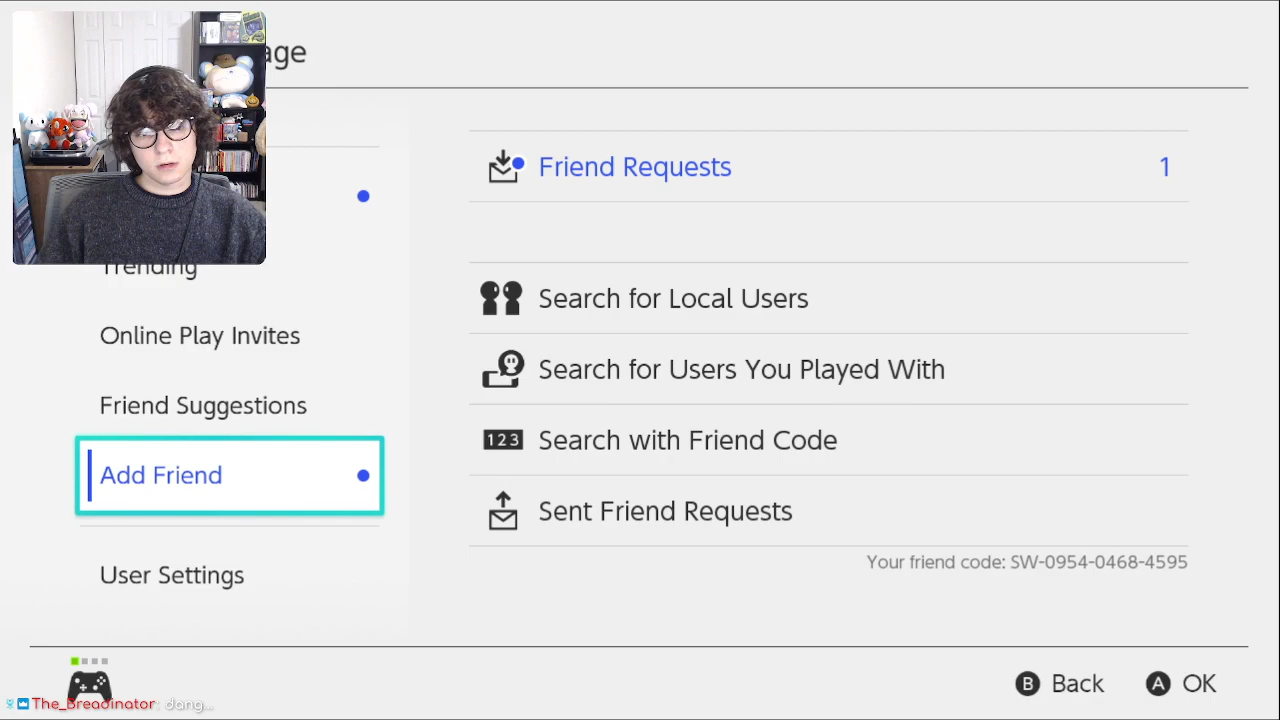 age
Trending
Online Play Invites
Friend Suggestions
Add Friend
User Settings
Friend Requests 1
Search for Local Users
Search for Users You Played With
123 Search with Friend Code
Sent Friend Requests
Your friend code: SW-0954-0468-4595
The_Breadinator: dang...
B Back A OK